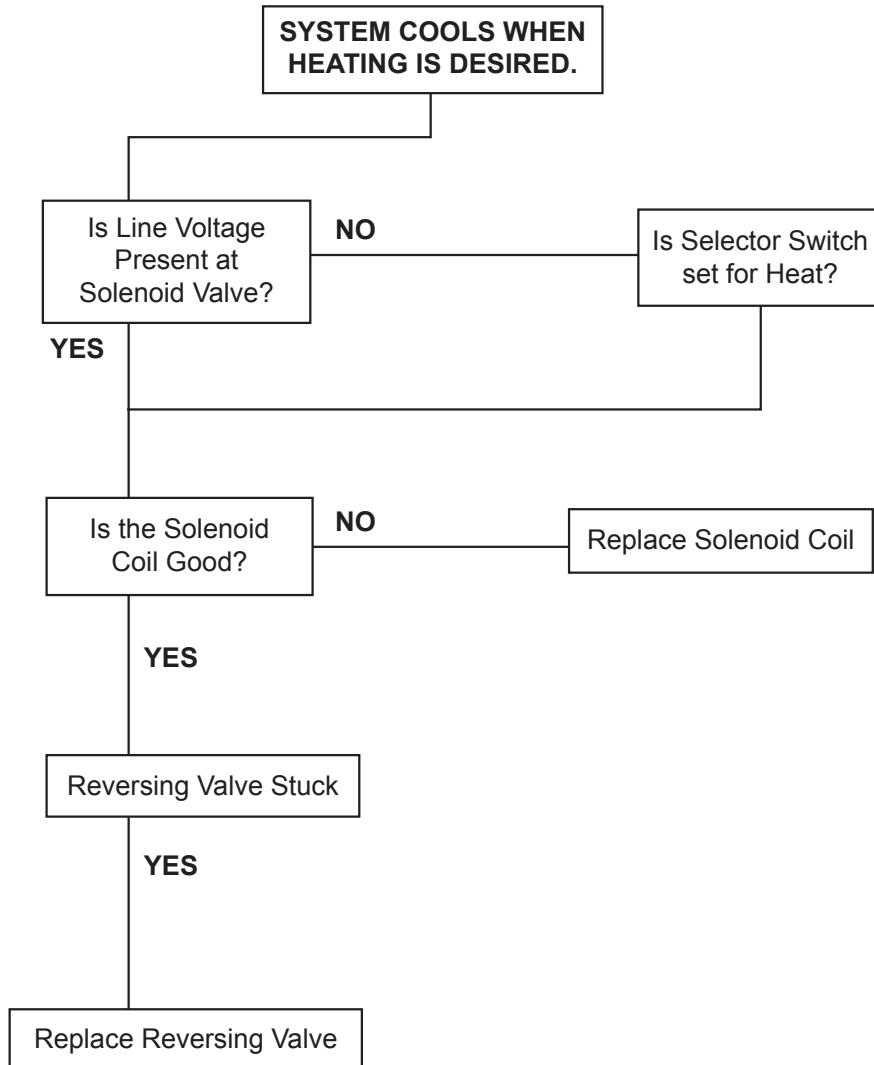 SYSTEM COOLS WHEN
HEATING IS DESIRED.
Is Line Voltage
Present at
Solenoid Valve?
NO
Is Selector Switch
set for Heat?
YES
Is the Solenoid
Coil Good?
NO
Replace Solenoid Coil
YES
Reversing Valve Stuck
YES
Replace Reversing Valve